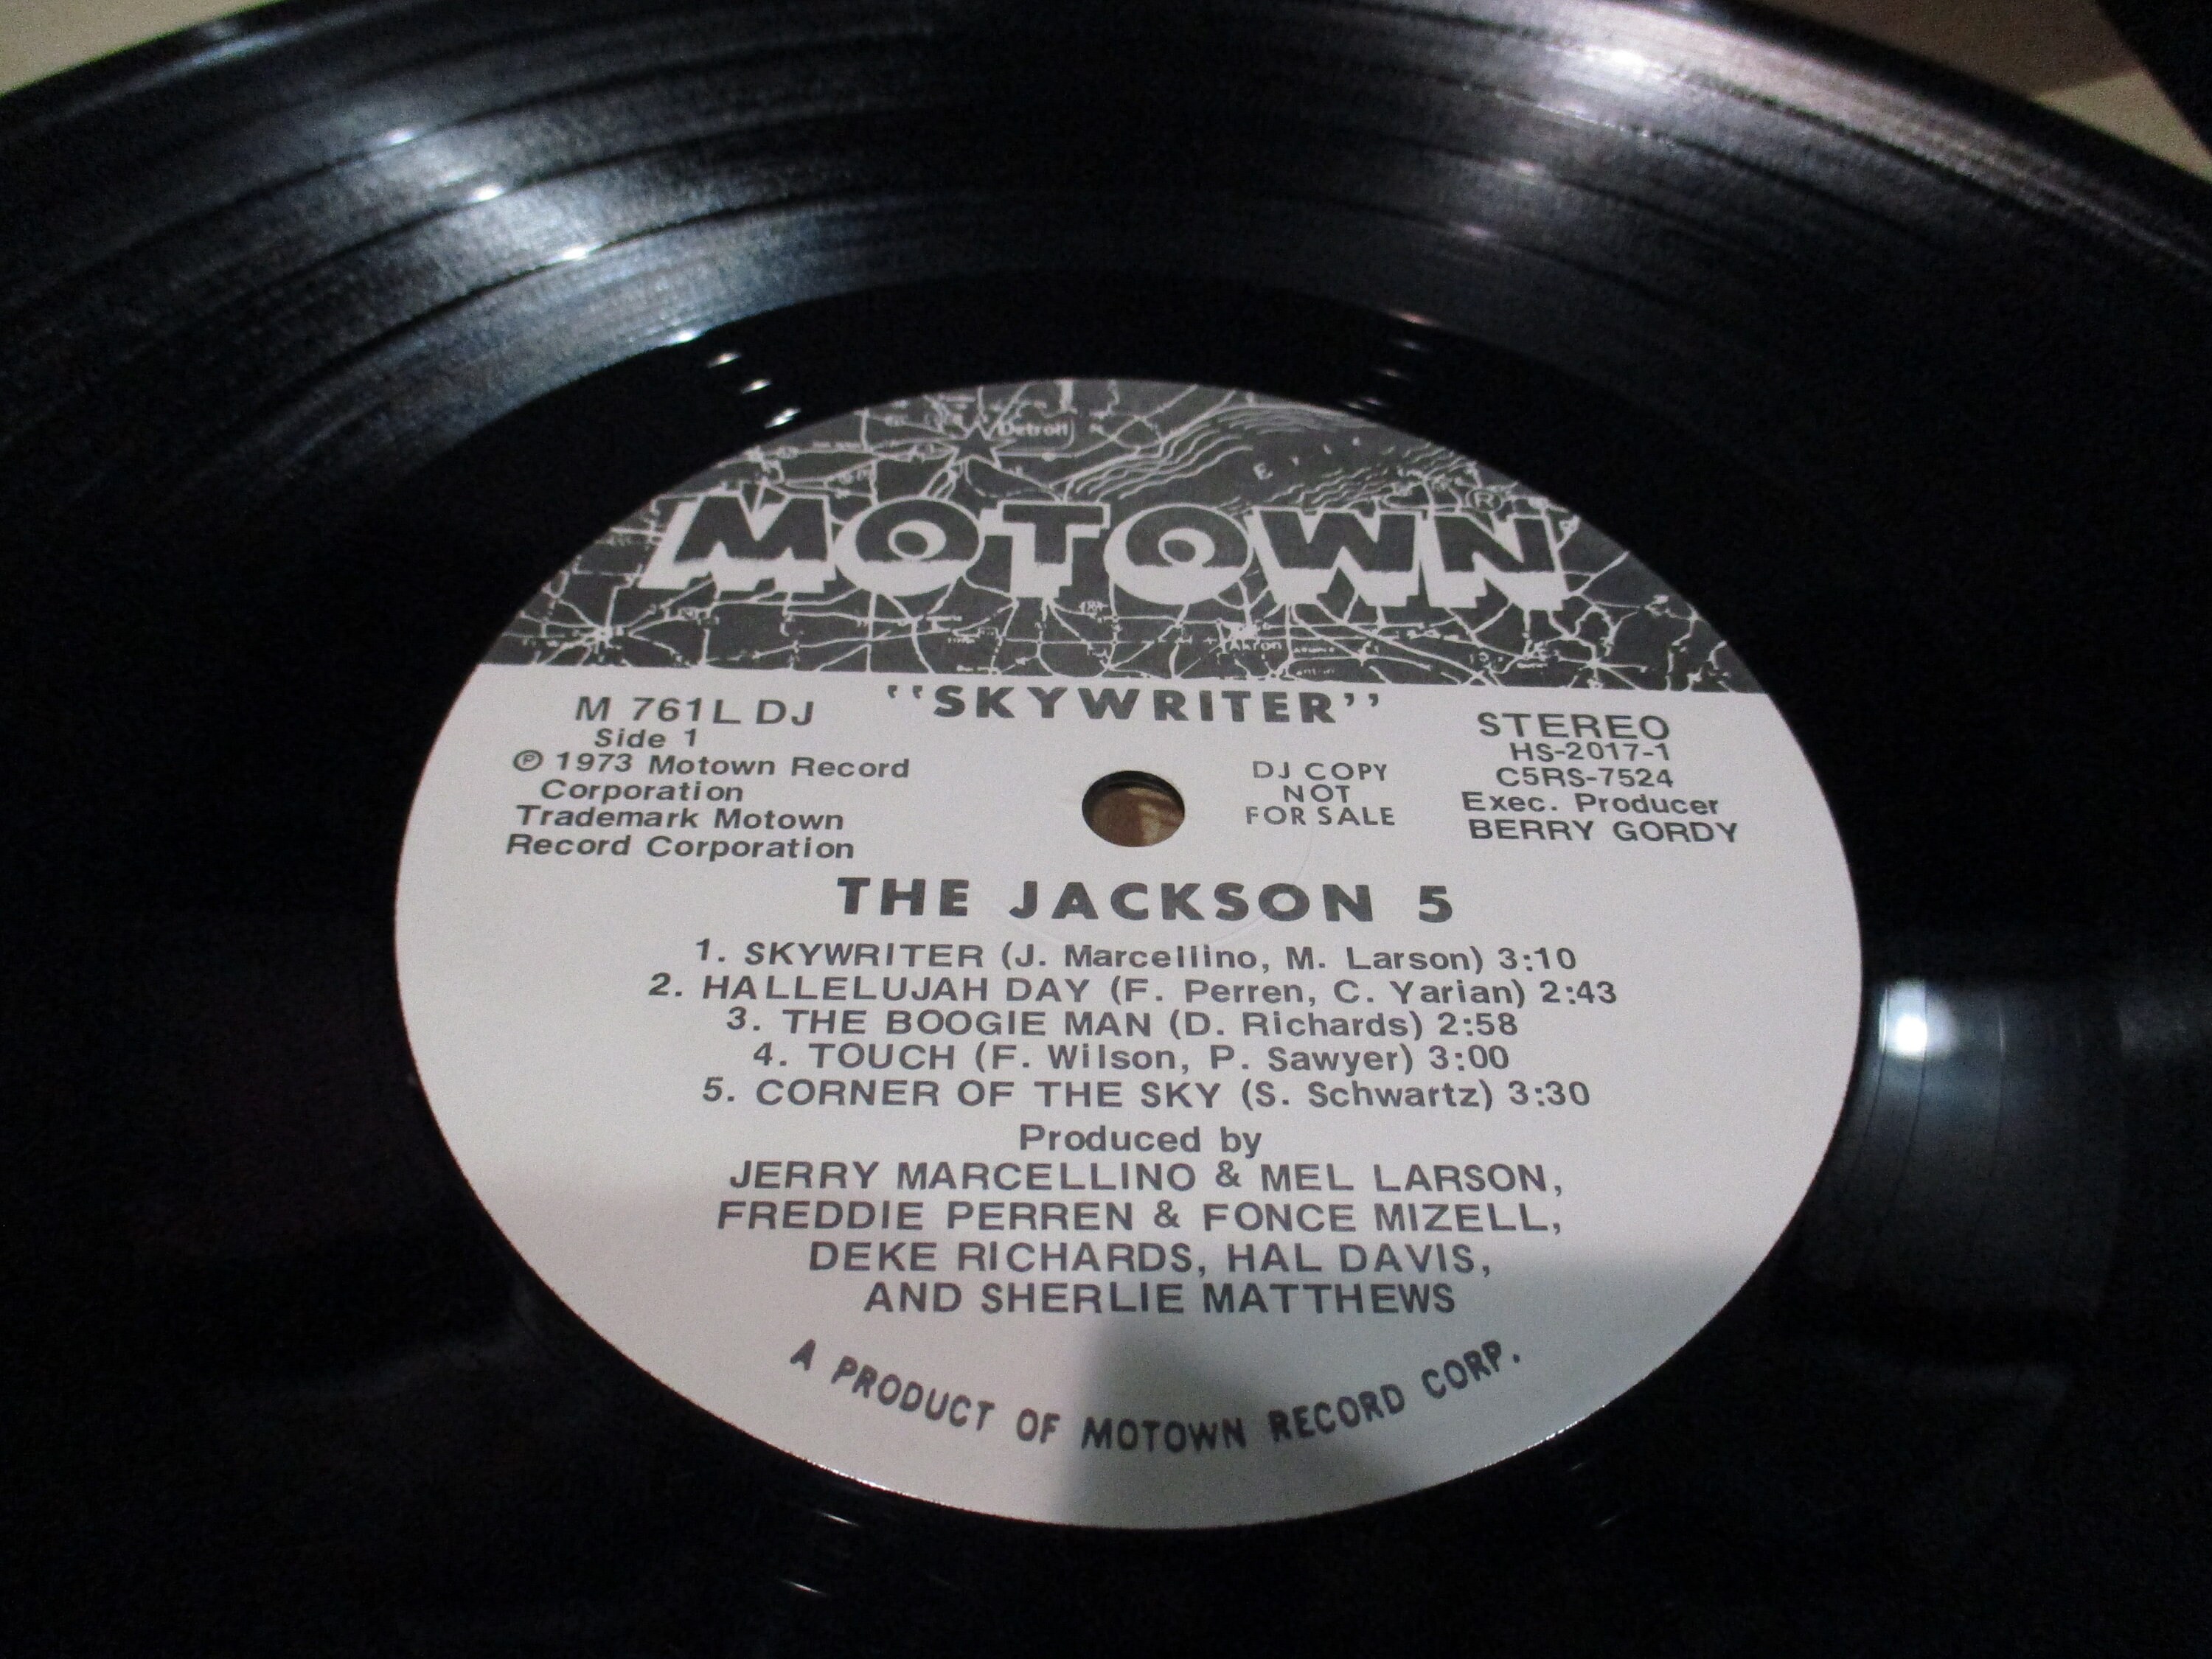 Detroit
MOTOWN®
Akron
"SKYWRITER"
M 761L DJ
Side 1
℗ 1973 Motown Record
Corporation
Trademark Motown
Record Corporation
DJ COPY
NOT
FOR SALE
STEREO
HS-2017-1
C5RS-7524
Exec. Producer
BERRY GORDY
THE JACKSON 5
1. SKYWRITER (J. Marcellino, M. Larson) 3:10
2. HALLELUJAH DAY (F. Perren, C. Yarian) 2:43
3. THE BOOGIE MAN (D. Richards) 2:58
4. TOUCH (F. Wilson, P. Sawyer) 3:00
5. CORNER OF THE SKY (S. Schwartz) 3:30
Produced by
JERRY MARCELLINO & MEL LARSON,
FREDDIE PERREN & FONCE MIZELL,
DEKE RICHARDS, HAL DAVIS,
AND SHERLIE MATTHEWS
A PRODUCT OF MOTOWN RECORD CORP.